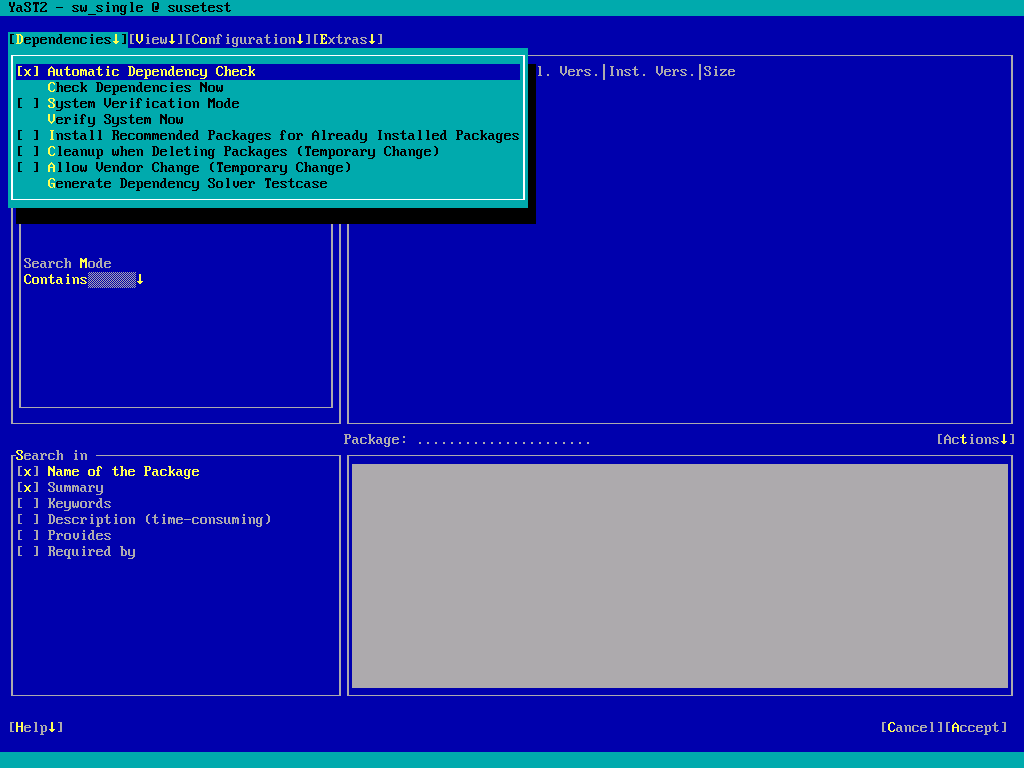 YaST2 - sw_single @ susetest
[Dependencies↓][View↓][Configuration↓][Extras↓]
[x] Automatic Dependency Check
Check Dependencies Now
[ ] System Verification Mode
Verify System Now
[ ] Install Recommended Packages for Already Installed Packages
[ ] Cleanup when Deleting Packages (Temporary Change)
[ ] Allow Vendor Change (Temporary Change)
Generate Dependency Solver Testcase
l. Vers.|Inst. Vers.|Size
Search Mode
Contains↓
Package: ......................
[Actions↓]
Search in
[x] Name of the Package
[x] Summary
[ ] Keywords
[ ] Description (time-consuming)
[ ] Provides
[ ] Required by
[Help↓]
[Cancel][Accept]